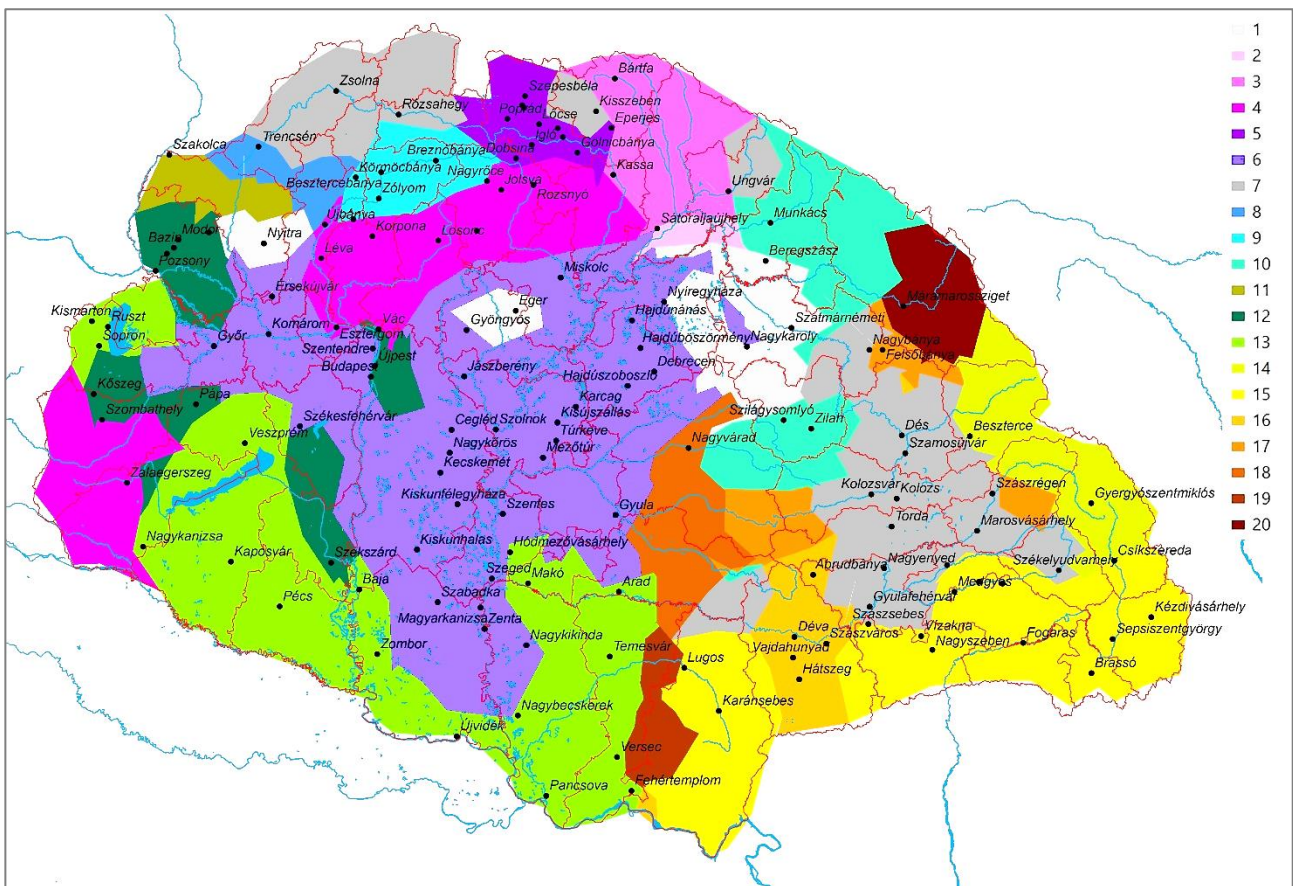 1
2
3
4
5
6
7
8
9
10
11
12
13
14
15
16
17
18
19
20
Bártfa
Zsolna
Szepesbéla
Rózsahegy
Poprád
Lőcse
Kisszeben
Eperjes
Szakolca
Trencsén
Igló
Gölnicbánya
Breznóbánya
Dobsina
Körmöcbánya
Besztercebánya
Nagyrőce
Jolsva
Kassa
Zólyom
Rozsnyó
Ungvár
Újbánya
Modor
Bazin
Nyitra
Korpona
Losonc
Sátoraljaújhely
Munkács
Léva
Pozsony
Beregszász
Miskolc
Érsekújvár
Eger
Nyíregyháza
Máramarossziget
Kismarton
Ruszt
Sopron
Komárom
Vác
Esztergom
Gyöngyös
Hajdúnánás
Szatmárnémeti
Győr
Szentendre
Újpest
Hajdúböszörmény
Nagykároly
Nagybánya
Felsőbánya
Budapest
Jászberény
Debrecen
Kőszeg
Hajdúszoboszló
Pápa
Karcag
Szombathely
Székesfehérvár
Cegléd
Szolnok
Kisújszállás
Szilágysomlyó
Zilah
Dés
Beszterce
Veszprém
Nagykőrös
Túrkeve
Nagyvárad
Szamosújvár
Zalaegerszeg
Kecskemét
Mezőtúr
Kiskunfélegyháza
Szentes
Gyula
Kolozsvár
Kolozs
Szászrégen
Gyergyószentmiklós
Torda
Marosvásárhely
Nagykanizsa
Kaposvár
Szekszárd
Kiskunhalas
Hódmezővásárhely
Abrudbánya
Nagyenyed
Székelyudvarhely
Csíkszereda
Baja
Szeged
Makó
Arad
Medgyes
Pécs
Szabadka
Magyarkanizsa
Zenta
Gyulafehérvár
Szászsebes
Kézdivásárhely
Zombor
Nagykikinda
Temesvár
Déva
Szászváros
Vízakna
Nagyszeben
Fogaras
Sepsiszentgyörgy
Vajdahunyad
Lugos
Hátszeg
Brassó
Karánsebes
Nagybecskerek
Újvidék
Versec
Pancsova
Fehértemplom